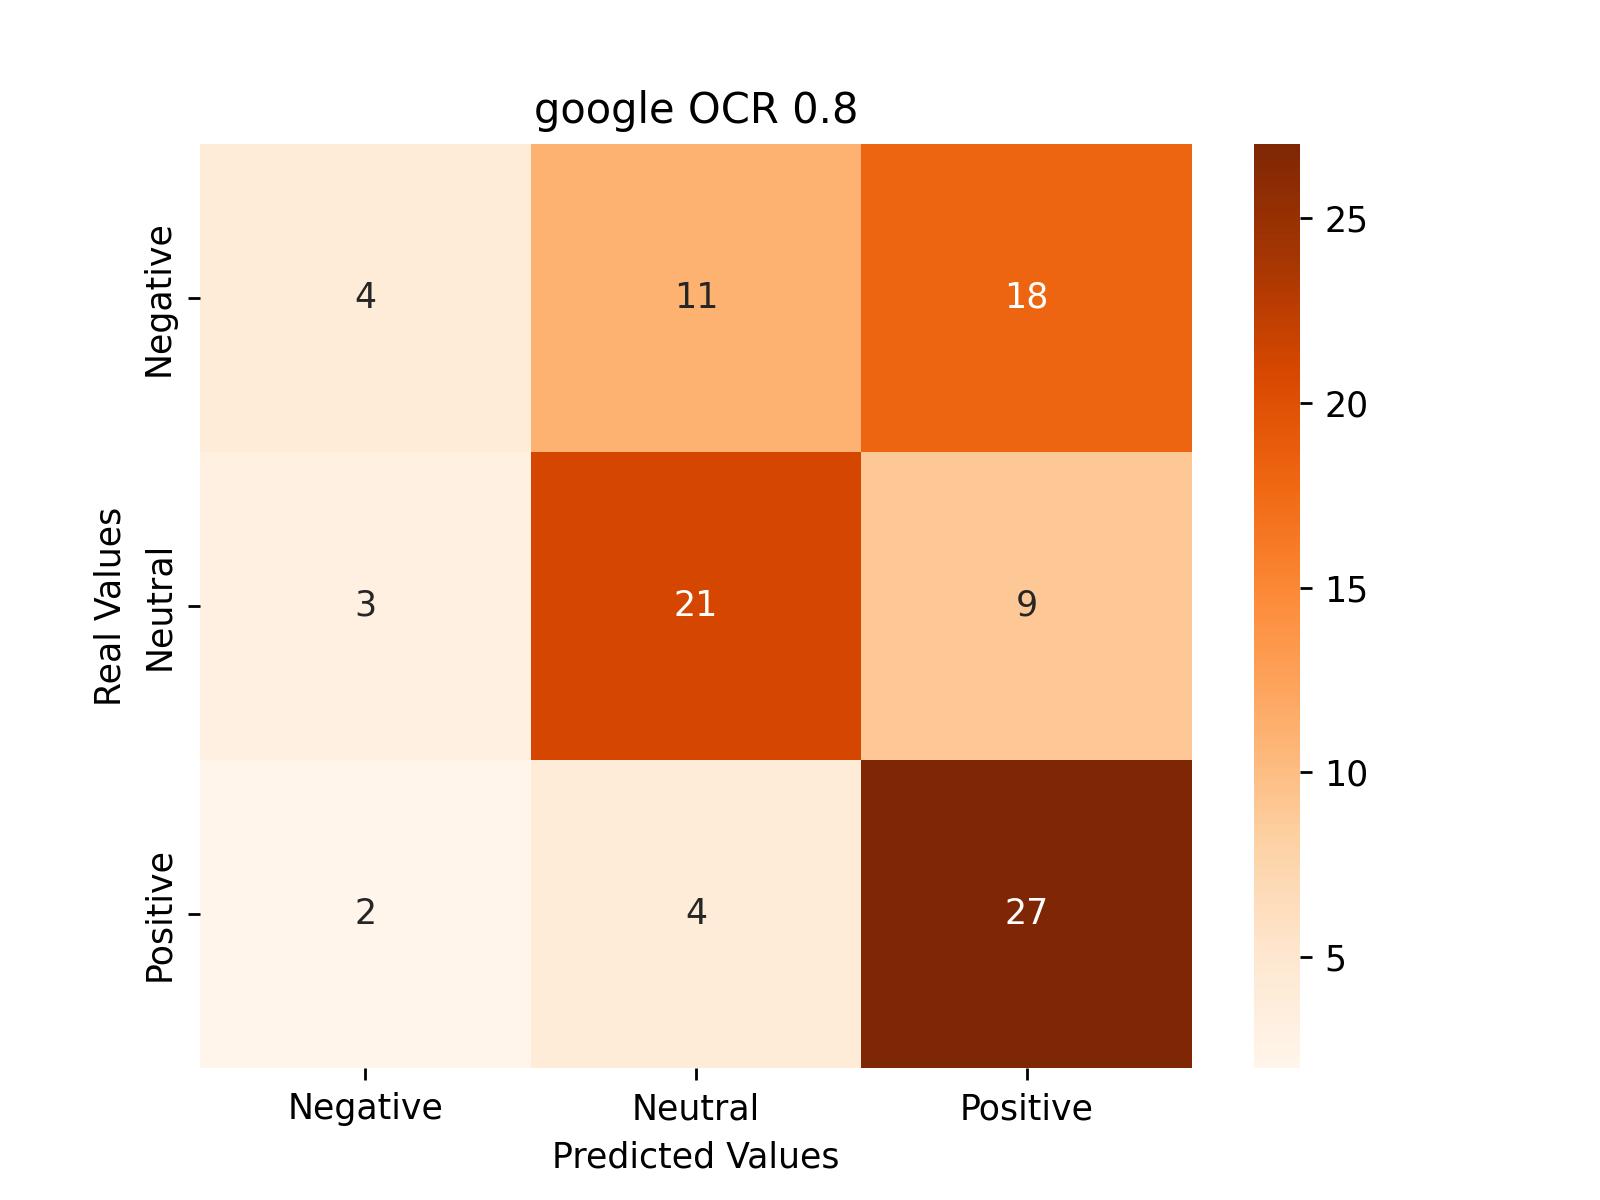 google OCR 0.8
Real Values
Negative
4 11 18
Neutral
3 21 9
Positive
2 4 27
Negative Neutral Positive
Predicted Values
25
20
15
10
5